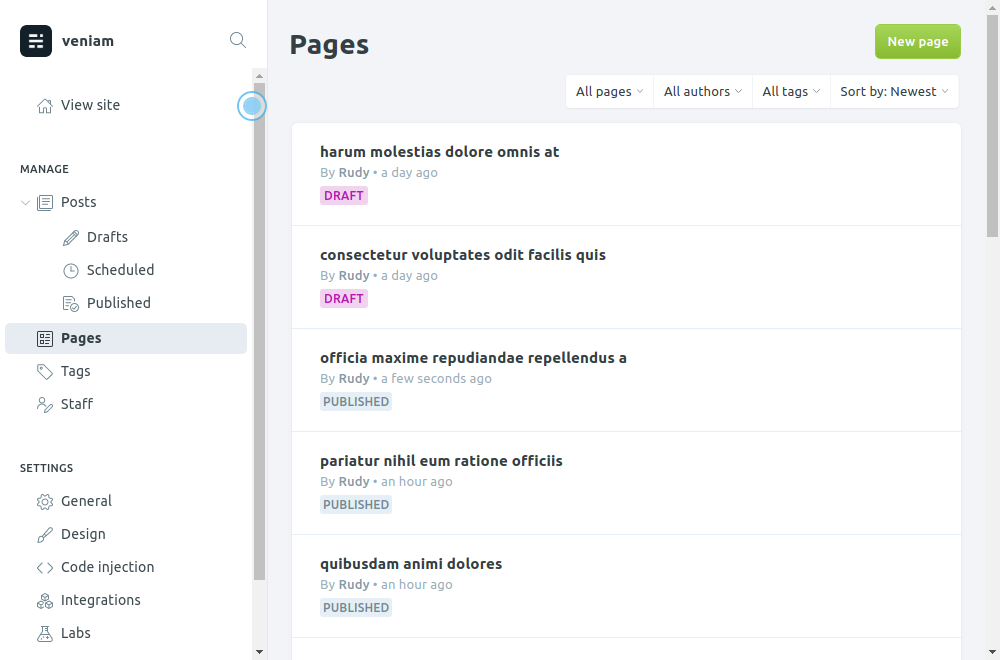 veniam
View site
MANAGE
Posts
Drafts
Scheduled
Published
Pages
Tags
Staff
SETTINGS
General
Design
Code injection
Integrations
Labs
Pages
New page
All pages
All authors
All tags
Sort by: Newest
harum molestias dolore omnis at
By Rudy • a day ago
DRAFT
consectetur voluptates odit facilis quis
By Rudy • a day ago
DRAFT
officia maxime repudiandae repellendus a
By Rudy • a few seconds ago
PUBLISHED
pariatur nihil eum ratione officiis
By Rudy • an hour ago
PUBLISHED
quibusdam animi dolores
By Rudy • an hour ago
PUBLISHED